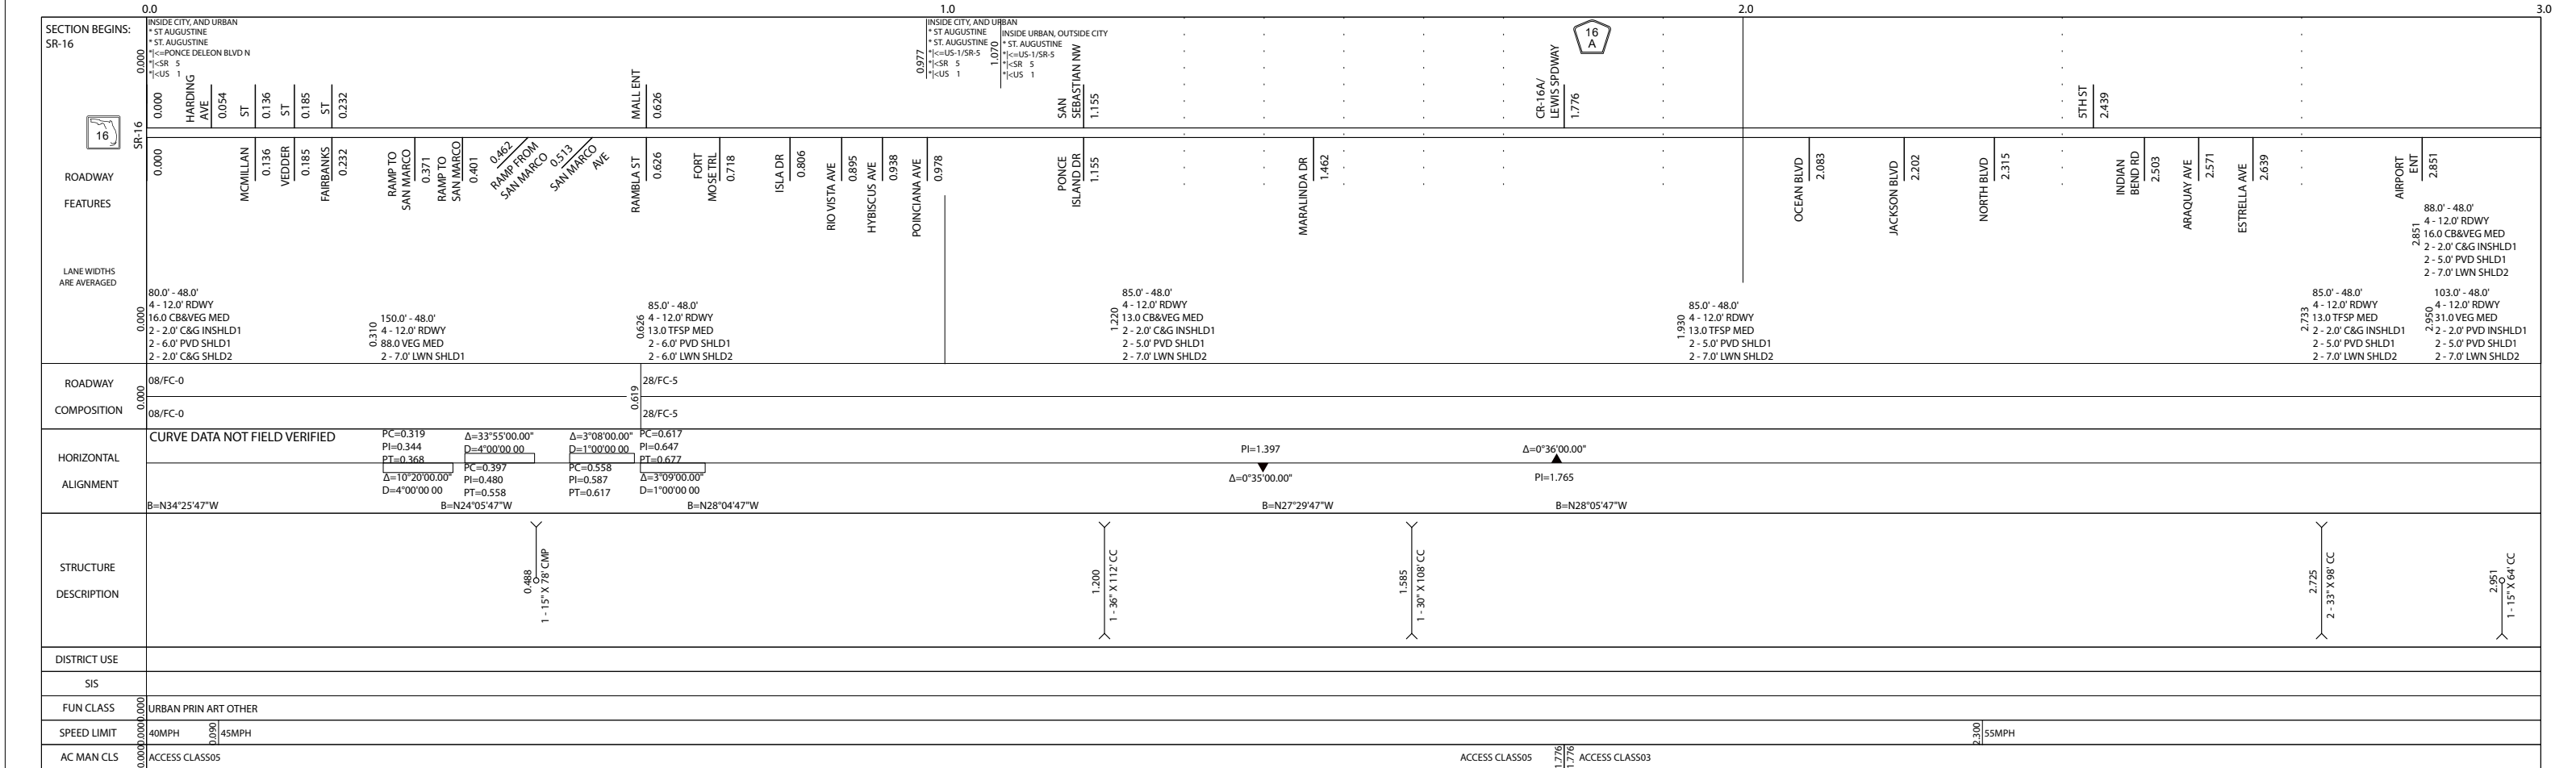 0.0
1.0
2.0
3.0
SECTION BEGINS:
SR-16
0.000
INSIDE CITY, AND URBAN
* ST AUGUSTINE
* ST. AUGUSTINE
*|<=PONCE DELEON BLVD N
*|<SR 5
*|<US 1
0.977
INSIDE CITY, AND URBAN
* ST AUGUSTINE
* ST. AUGUSTINE
*|<=US-1/SR-5
*|<SR 5
*|<US 1
1.070
INSIDE URBAN, OUTSIDE CITY
* ST. AUGUSTINE
*|<=US-1/SR-5
*|<SR 5
*|<US 1
16
A
0.000
HARDING
AVE
0.054
ST
0.136
ST
0.185
ST
0.232
MALL ENT
0.626
SAN
SEBASTIAN NW
1.155
CR-16A/
LEWIS SPDWAY
1.776
5TH ST
2.439
16
SR-16
ROADWAY
FEATURES
0.000
MCMILLAN
0.136
VEDDER
0.185
FAIRBANKS
0.232
RAMP TO
SAN MARCO
0.371
RAMP TO
SAN MARCO
0.401
0.462
RAMP FROM
SAN MARCO
0.513
SAN MARCO
AVE
RAMBLA ST
0.626
FORT
MOSE TRL
0.718
ISLA DR
0.806
RIO VISTA AVE
0.895
HYBISCUS AVE
0.938
POINCIANA AVE
0.978
PONCE
ISLAND DR
1.155
MARALINDA DR
1.462
OCEAN BLVD
2.083
JACKSON BLVD
2.202
NORTH BLVD
2.315
INDIAN
BEND RD
2.503
ARAQUAY AVE
2.571
ESTRELLA AVE
2.639
AIRPORT
ENT
2.851
LANE WIDTHS
ARE AVERAGED
0.000
80.0' - 48.0'
4 - 12.0' RDWY
16.0 CB&VEG MED
2 - 2.0' C&G INSHLD1
2 - 6.0' PVD SHLD1
2 - 2.0' C&G SHLD2
0.310
150.0' - 48.0'
4 - 12.0' RDWY
88.0 VEG MED
2 - 7.0' LWN SHLD1
0.626
85.0' - 48.0'
4 - 12.0' RDWY
13.0 TFSP MED
2 - 6.0' PVD SHLD1
2 - 6.0' LWN SHLD2
1.220
85.0' - 48.0'
4 - 12.0' RDWY
13.0 CB&VEG MED
2 - 2.0' C&G INSHLD1
2 - 5.0' PVD SHLD1
2 - 7.0' LWN SHLD2
1.930
85.0' - 48.0'
4 - 12.0' RDWY
13.0 TFSP MED
2 - 5.0' PVD SHLD1
2 - 7.0' LWN SHLD2
2.733
85.0' - 48.0'
4 - 12.0' RDWY
13.0 TFSP MED
2 - 2.0' C&G INSHLD1
2 - 5.0' PVD SHLD1
2 - 7.0' LWN SHLD2
2.851
88.0' - 48.0'
4 - 12.0' RDWY
16.0 CB&VEG MED
2 - 2.0' C&G INSHLD1
2 - 5.0' PVD SHLD1
2 - 7.0' LWN SHLD2
2.950
103.0' - 48.0'
4 - 12.0' RDWY
31.0 VEG MED
2 - 2.0' PVD INSHLD1
2 - 5.0' PVD SHLD1
2 - 7.0' LWN SHLD2
ROADWAY
COMPOSITION
0.000
08/FC-0
08/FC-0
0.619
28/FC-5
28/FC-5
HORIZONTAL
ALIGNMENT
CURVE DATA NOT FIELD VERIFIED
PC=0.319
PI=0.344
PT=0.368
Δ=10°20'00.00"
D=4°00'00 00
Δ=33°55'00.00"
D=4°00'00 00
PC=0.397
PI=0.480
PT=0.558
Δ=3°08'00.00"
D=1°00'00 00
PC=0.558
PI=0.587
PT=0.617
PC=0.617
PI=0.647
PT=0.677
Δ=3°09'00.00"
D=1°00'00 00
PI=1.397
Δ=0°35'00.00"
Δ=0°36'00.00"
PI=1.765
B=N34°25'47"W
B=N24°05'47"W
B=N28°04'47"W
B=N27°29'47"W
B=N28°05'47"W
STRUCTURE
DESCRIPTION
0.488
1 - 15" X 78' CMP
1.200
1 - 36" X 112' CC
1.585
1 - 30" X 108' CC
2.725
2 - 33" X 98' CC
2.951
1 - 15" X 64' CC
DISTRICT USE
SIS
FUN CLASS
0.000
URBAN PRIN ART OTHER
SPEED LIMIT
0.000
40MPH
0.090
45MPH
2.300
55MPH
AC MAN CLS
0.000
ACCESS CLASS05
ACCESS CLASS05
1.776
1.776
ACCESS CLASS03